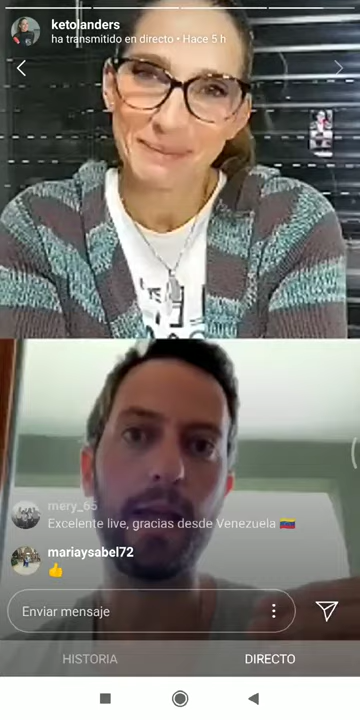 ketolanders
ha transmitido en directo • Hace 5 h
mery_65
Excelente live, gracias desde Venezuela 🇻🇪
mariaysabel72
👍
Enviar mensaje
HISTORIA
DIRECTO